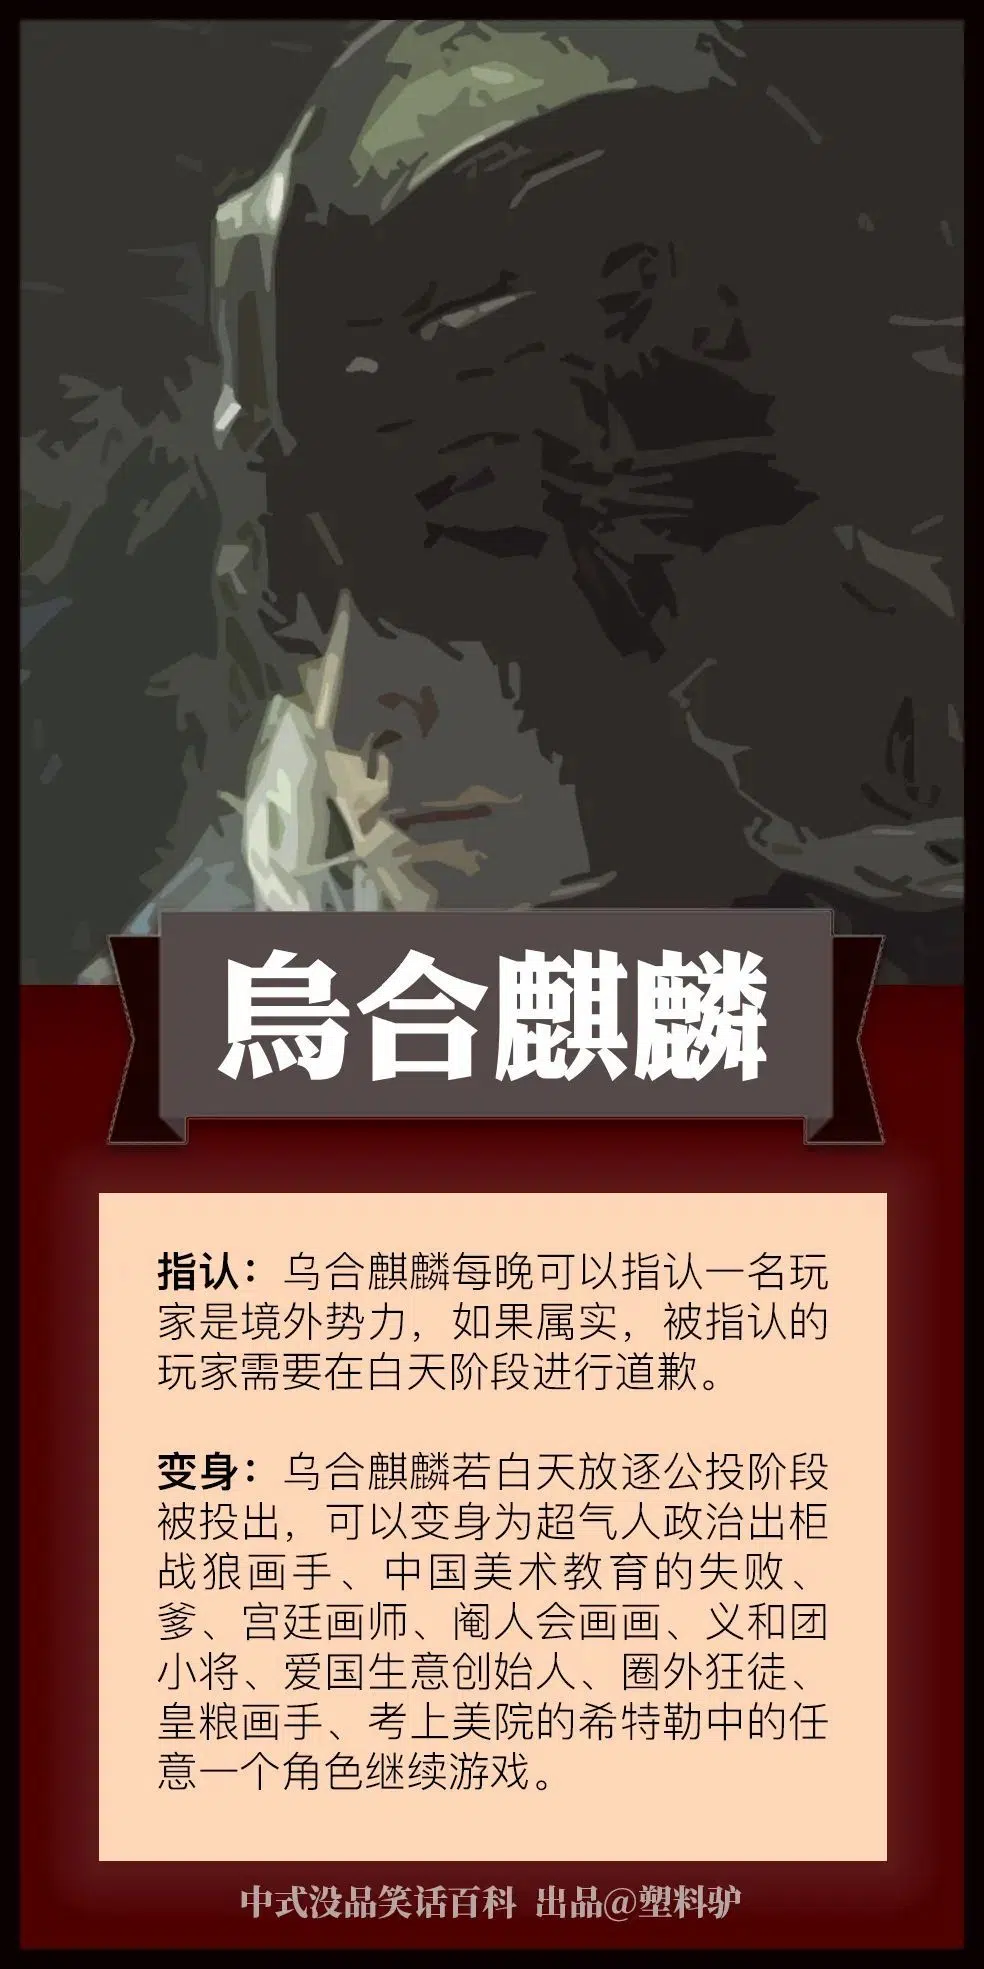 烏合麒麟
指认：乌合麒麟每晚可以指认一名玩
家是境外势力，如果属实，被指认的
玩家需要在白天阶段进行道歉。
变身：乌合麒麟若白天放逐公投阶段
被投出，可以变身为超气人政治出柜
战狼画手、中国美术教育的失败、
爹、宫廷画师、阉人会画画、义和团
小将、爱国生意创始人、圈外狂徒、
皇粮画手、考上美院的希特勒中的任
意一个角色继续游戏。
中式没品笑话百科 出品@塑料驴